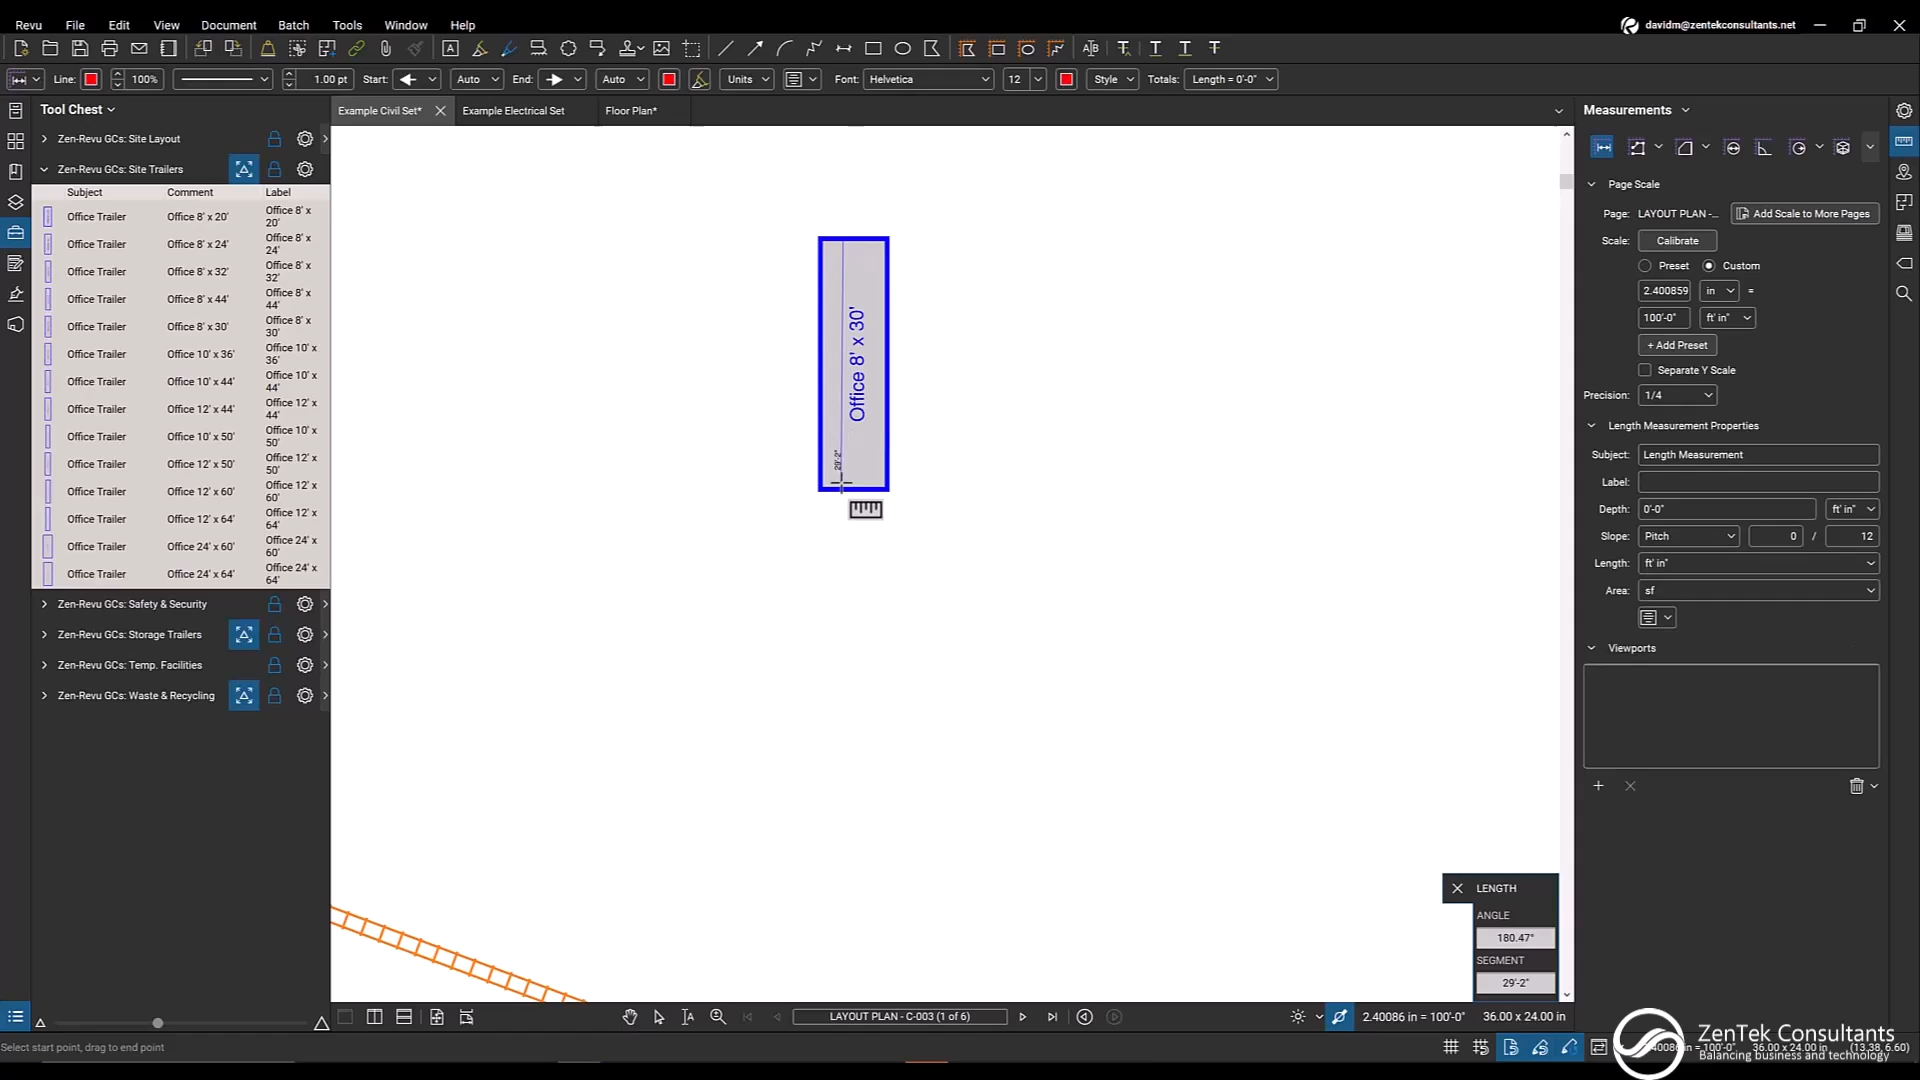 Revu File Edit View Document Batch Tools Window Help
davidm@zentekconsultants.net
Line: 100% 1.00 pt Start: Auto End: Auto Units Font: Helvetica 12 Style Totals: Length = 0'-0"
Tool Chest
Example Civil Set* Example Electrical Set Floor Plan*
Zen-Revu GCs: Site Layout
Zen-Revu GCs: Site Trailers
Subject Comment Label
Office Trailer Office 8' x 20' Office 8' x 20'
Office Trailer Office 8' x 24' Office 8' x 24'
Office Trailer Office 8' x 32' Office 8' x 32'
Office Trailer Office 8' x 44' Office 8' x 44'
Office Trailer Office 8' x 30' Office 8' x 30'
Office Trailer Office 10' x 36' Office 10' x 36'
Office Trailer Office 10' x 44' Office 10' x 44'
Office Trailer Office 12' x 44' Office 12' x 44'
Office Trailer Office 10' x 50' Office 10' x 50'
Office Trailer Office 12' x 50' Office 12' x 50'
Office Trailer Office 12' x 60' Office 12' x 60'
Office Trailer Office 12' x 64' Office 12' x 64'
Office Trailer Office 24' x 60' Office 24' x 60'
Office Trailer Office 24' x 64' Office 24' x 64'
Zen-Revu GCs: Safety & Security
Zen-Revu GCs: Storage Trailers
Zen-Revu GCs: Temp. Facilities
Zen-Revu GCs: Waste & Recycling
Office 8' x 30'
29'-2"
LENGTH
ANGLE
180.47°
SEGMENT
29'-2"
Measurements
Page Scale
Page: LAYOUT PLAN -... Add Scale to More Pages
Scale: Calibrate
Preset Custom
2.400859 in =
100'-0" ft' in"
+ Add Preset
Separate Y Scale
Precision: 1/4
Length Measurement Properties
Subject: Length Measurement
Label:
Depth: 0'-0" ft' in"
Slope: Pitch 0 / 12
Length: ft' in"
Area: sf
Viewports
LAYOUT PLAN - C-003 (1 of 6)
2.40086 in = 100'-0" 36.00 x 24.00 in
Select start point, drag to end point
in = 100'-0" 36.00 x 24.00 in (13.38, 6.60)
ZenTek Consultants
Balancing business and technology